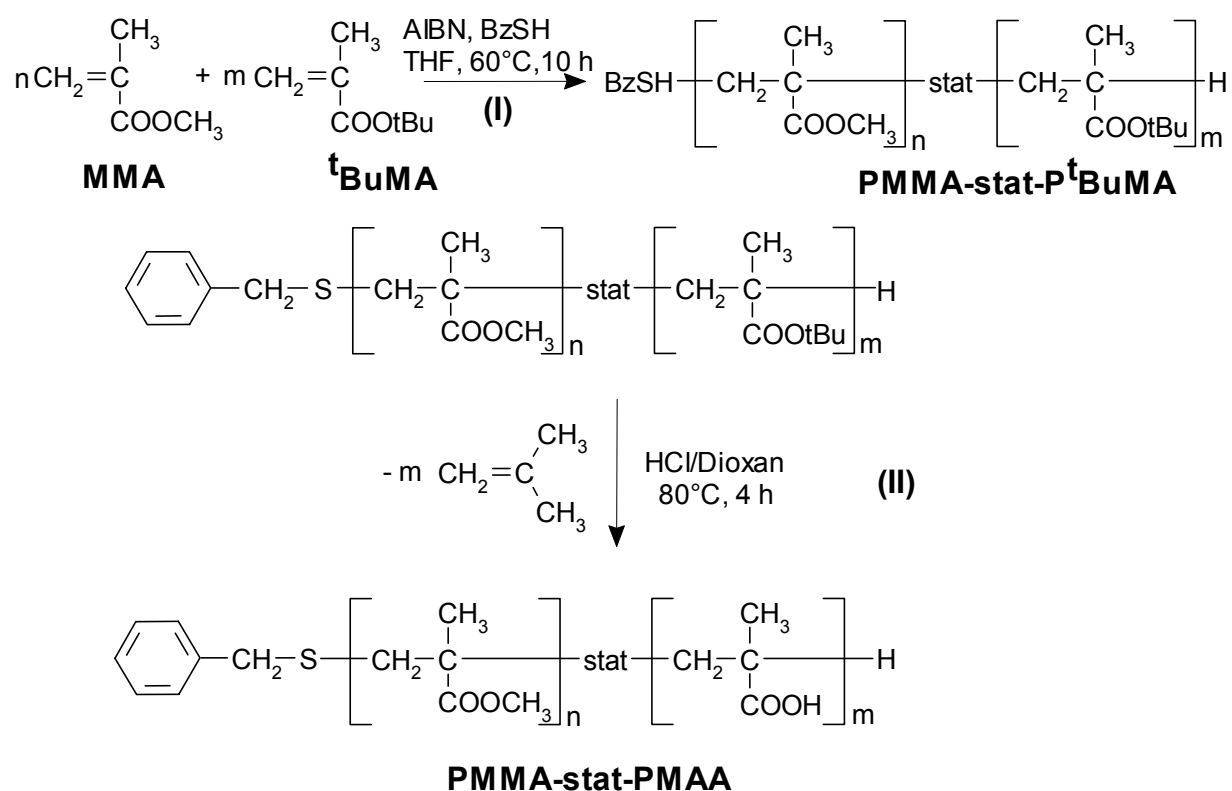 nCH2=C CH3 COOCH3 + m CH2=C CH3 COOtBu
AIBN, BzSH
THF, 60°C,10 h
(I)
BzSH [ CH2 C CH3 COOCH3 ]n stat [ CH2 C CH3 COOtBu ]m H
MMA
tBuMA
PMMA-stat-PtBuMA
CH2 S [ CH2 C CH3 COOCH3 ]n stat [ CH2 C CH3 COOtBu ]m H
- m CH2=C CH3 CH3
HCl/Dioxan
80°C, 4 h
(II)
CH2 S [ CH2 C CH3 COOCH3 ]n stat [ CH2 C CH3 COOH ]m H
PMMA-stat-PMAA